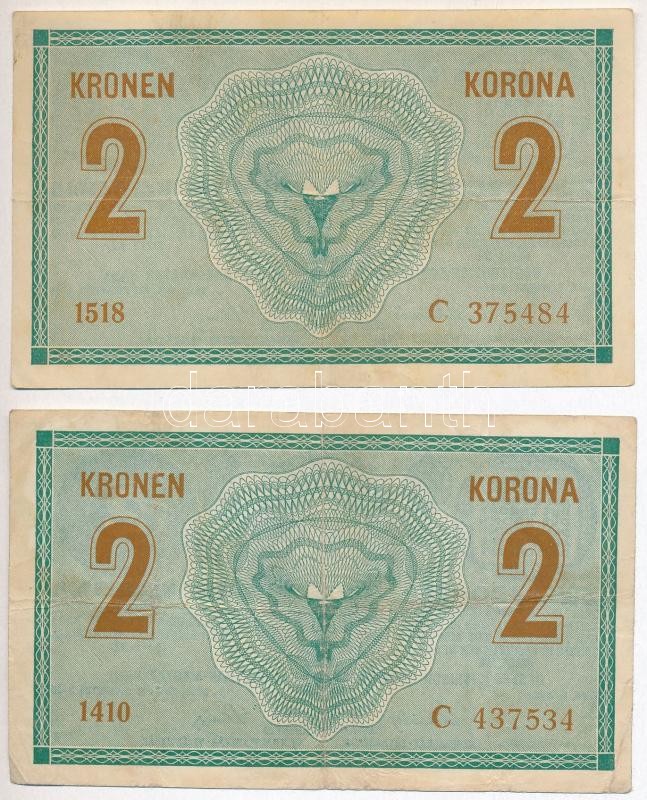 KRONEN KORONA
2 2
1518 C 375484
darabanth
KRONEN KORONA
2 2
1410 C 437534